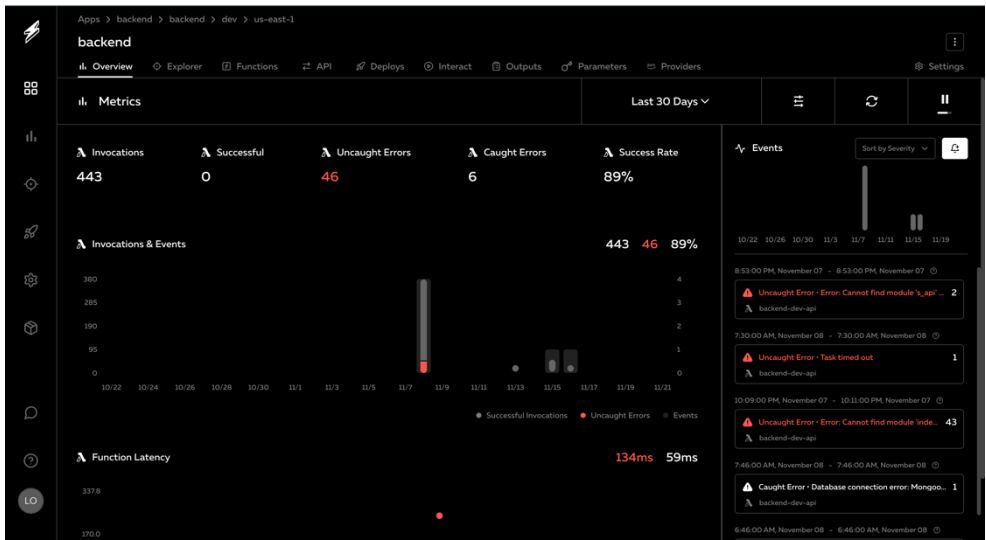 Apps > backend > backend > dev > us-east-1
backend
Overview Explorer Functions API Deploys Interact Outputs Parameters Providers Settings
Metrics Last 30 Days
Invocations Successful Uncaught Errors Caught Errors Success Rate
443 0 46 6 89%
Invocations & Events 443 46 89%
380 4
285 3
190 2
95 1
0 0
10/22 10/24 10/26 10/28 10/30 11/1 11/3 11/5 11/7 11/9 11/11 11/13 11/15 11/17 11/19 11/21
Successful Invocations Uncaught Errors Events
Function Latency 134ms 59ms
337.8
170.0
LO
Events Sort by Severity
10/22 10/26 10/30 11/3 11/7 11/11 11/15 11/19
8:53:00 PM, November 07 - 8:53:00 PM, November 07
Uncaught Error • Error: Cannot find module 's_api' ... 2
backend-dev-api
7:30:00 AM, November 08 - 7:30:00 AM, November 08
Uncaught Error • Task timed out 1
backend-dev-api
10:09:00 PM, November 07 - 10:11:00 PM, November 07
Uncaught Error • Error: Cannot find module 'inde... 43
backend-dev-api
7:46:00 AM, November 08 - 7:46:00 AM, November 08
Caught Error • Database connection error: Mongoo... 1
backend-dev-api
6:46:00 AM, November 08 - 6:46:00 AM, November 08